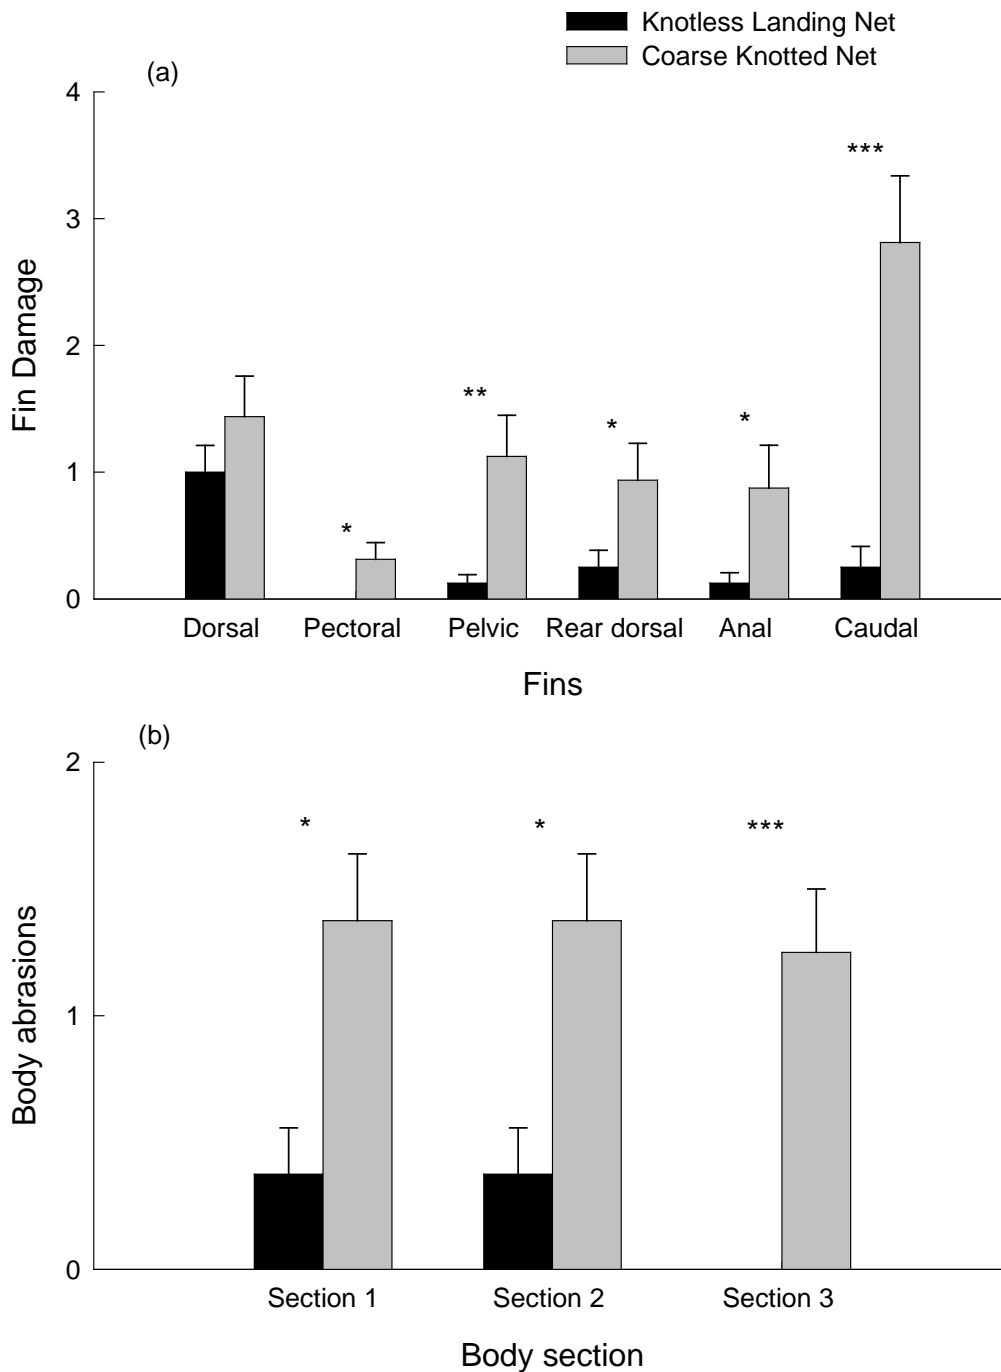 Knotless Landing Net
Coarse Knotted Net
(a)
4
3
2
1
0
Fin Damage
*
**
*
*
***
Dorsal Pectoral Pelvic Rear dorsal Anal Caudal
Fins
(b)
2
1
0
Body abrasions
* * ***
Section 1 Section 2 Section 3
Body section